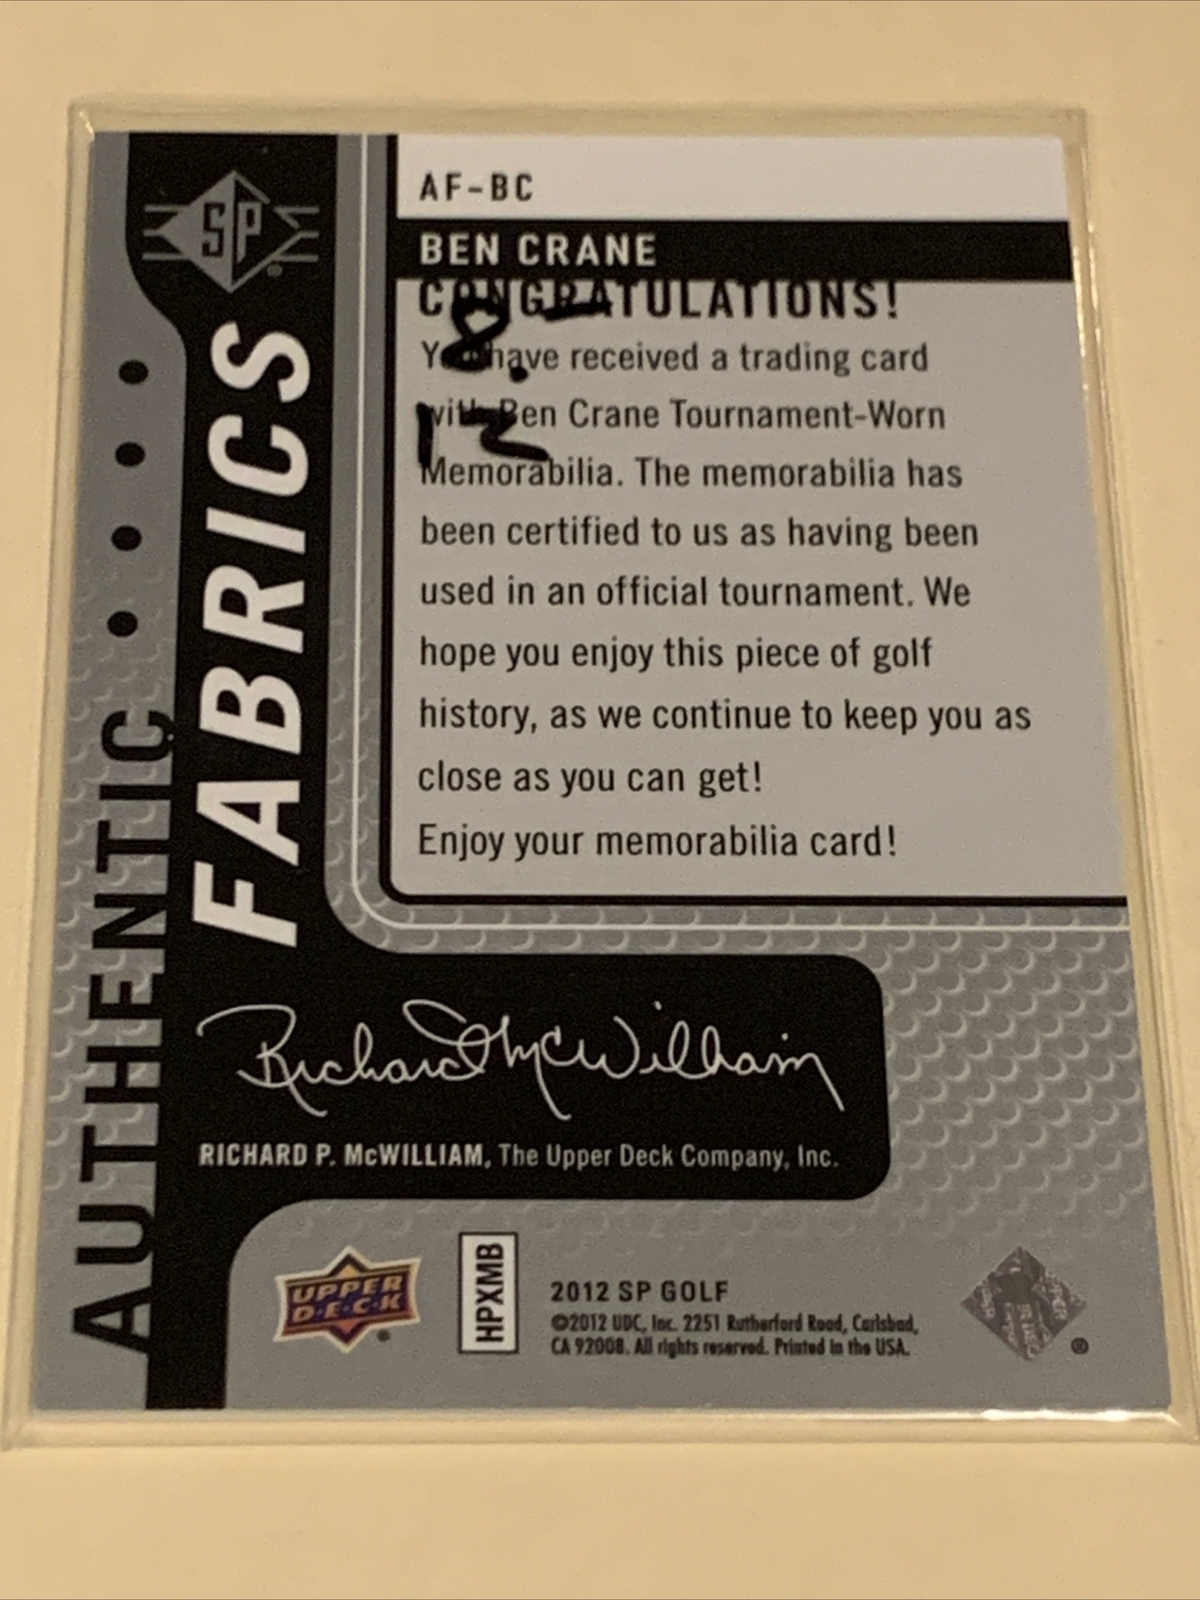 SP
AF-BC
BEN CRANE
CONGRATULATIONS!
You have received a trading card
with Ben Crane Tournament-Worn
Memorabilia. The memorabilia has
been certified to us as having been
used in an official tournament. We
hope you enjoy this piece of golf
history, as we continue to keep you as
close as you can get!
Enjoy your memorabilia card!
8.
12
AUTHENTIC
FABRICS
Richard McWilliam
RICHARD P. McWILLIAM, The Upper Deck Company, Inc.
UPPER
D·E·C·K
®
HPXMB
2012 SP GOLF
©2012 UDC, Inc. 2251 Rutherford Road, Carlsbad,
CA 92008. All rights reserved. Printed in the USA.
®